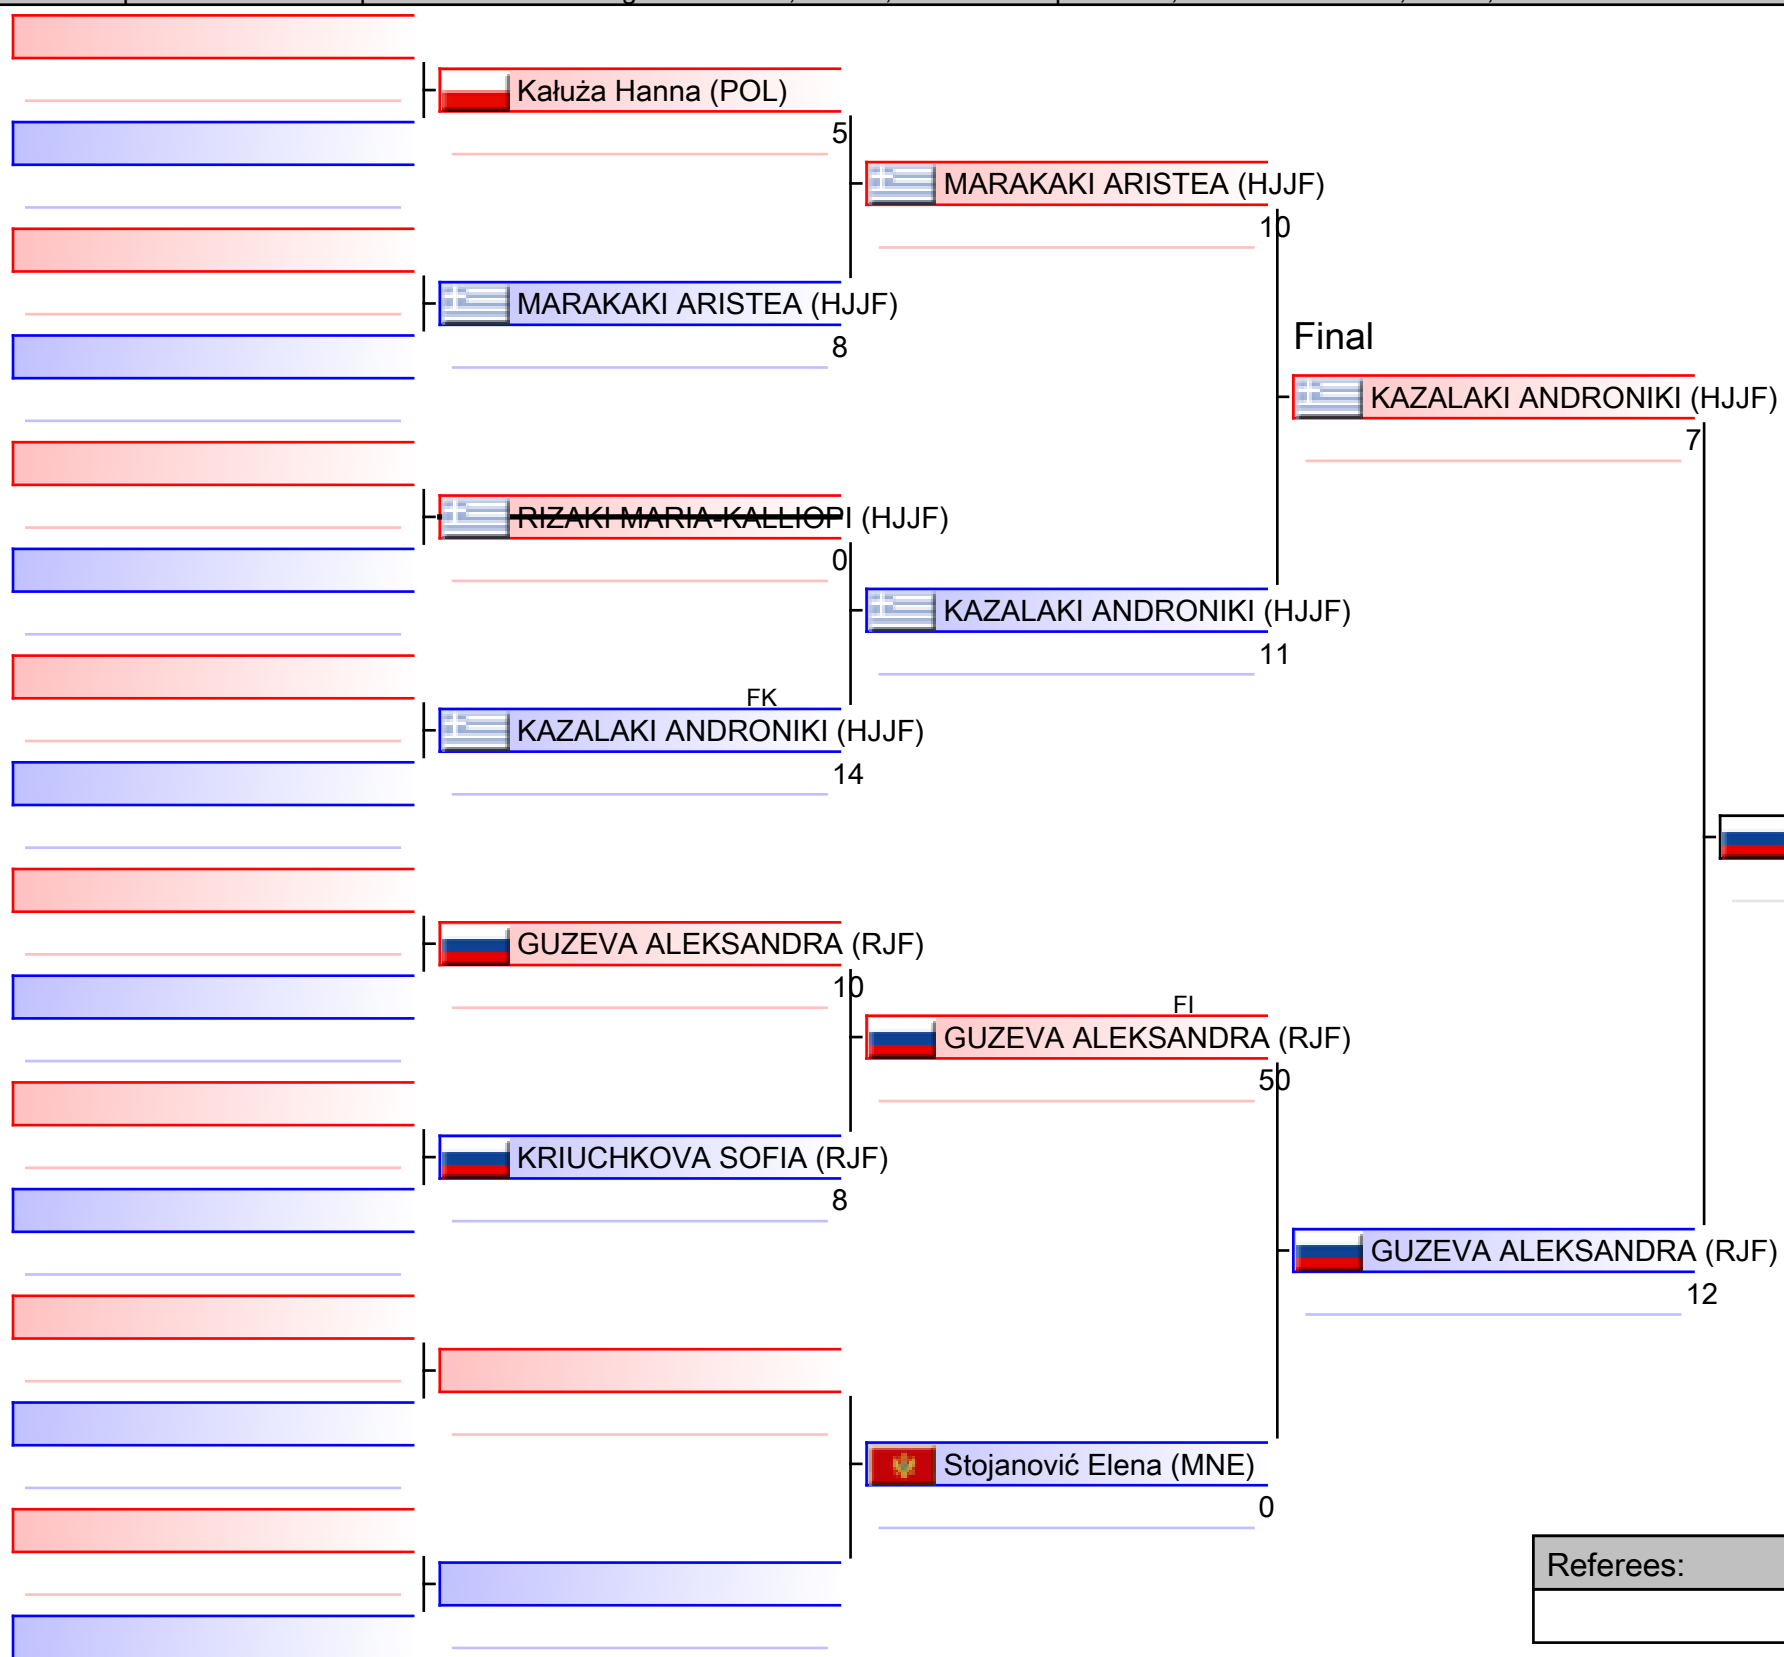 Kałuża Hanna (POL)
5
MARAKAKI ARISTEA (HJJF)
10
MARAKAKI ARISTEA (HJJF)
8
Final
KAZALAKI ANDRONIKI (HJJF)
7
RIZAKI MARIA-KALLIOPI (HJJF)
0
KAZALAKI ANDRONIKI (HJJF)
11
FK
KAZALAKI ANDRONIKI (HJJF)
14
GUZEVA ALEKSANDRA (RJF)
10
FI
GUZEVA ALEKSANDRA (RJF)
50
KRIUCHKOVA SOFIA (RJF)
8
GUZEVA ALEKSANDRA (RJF)
12
Stojanović Elena (MNE)
0
Referees: